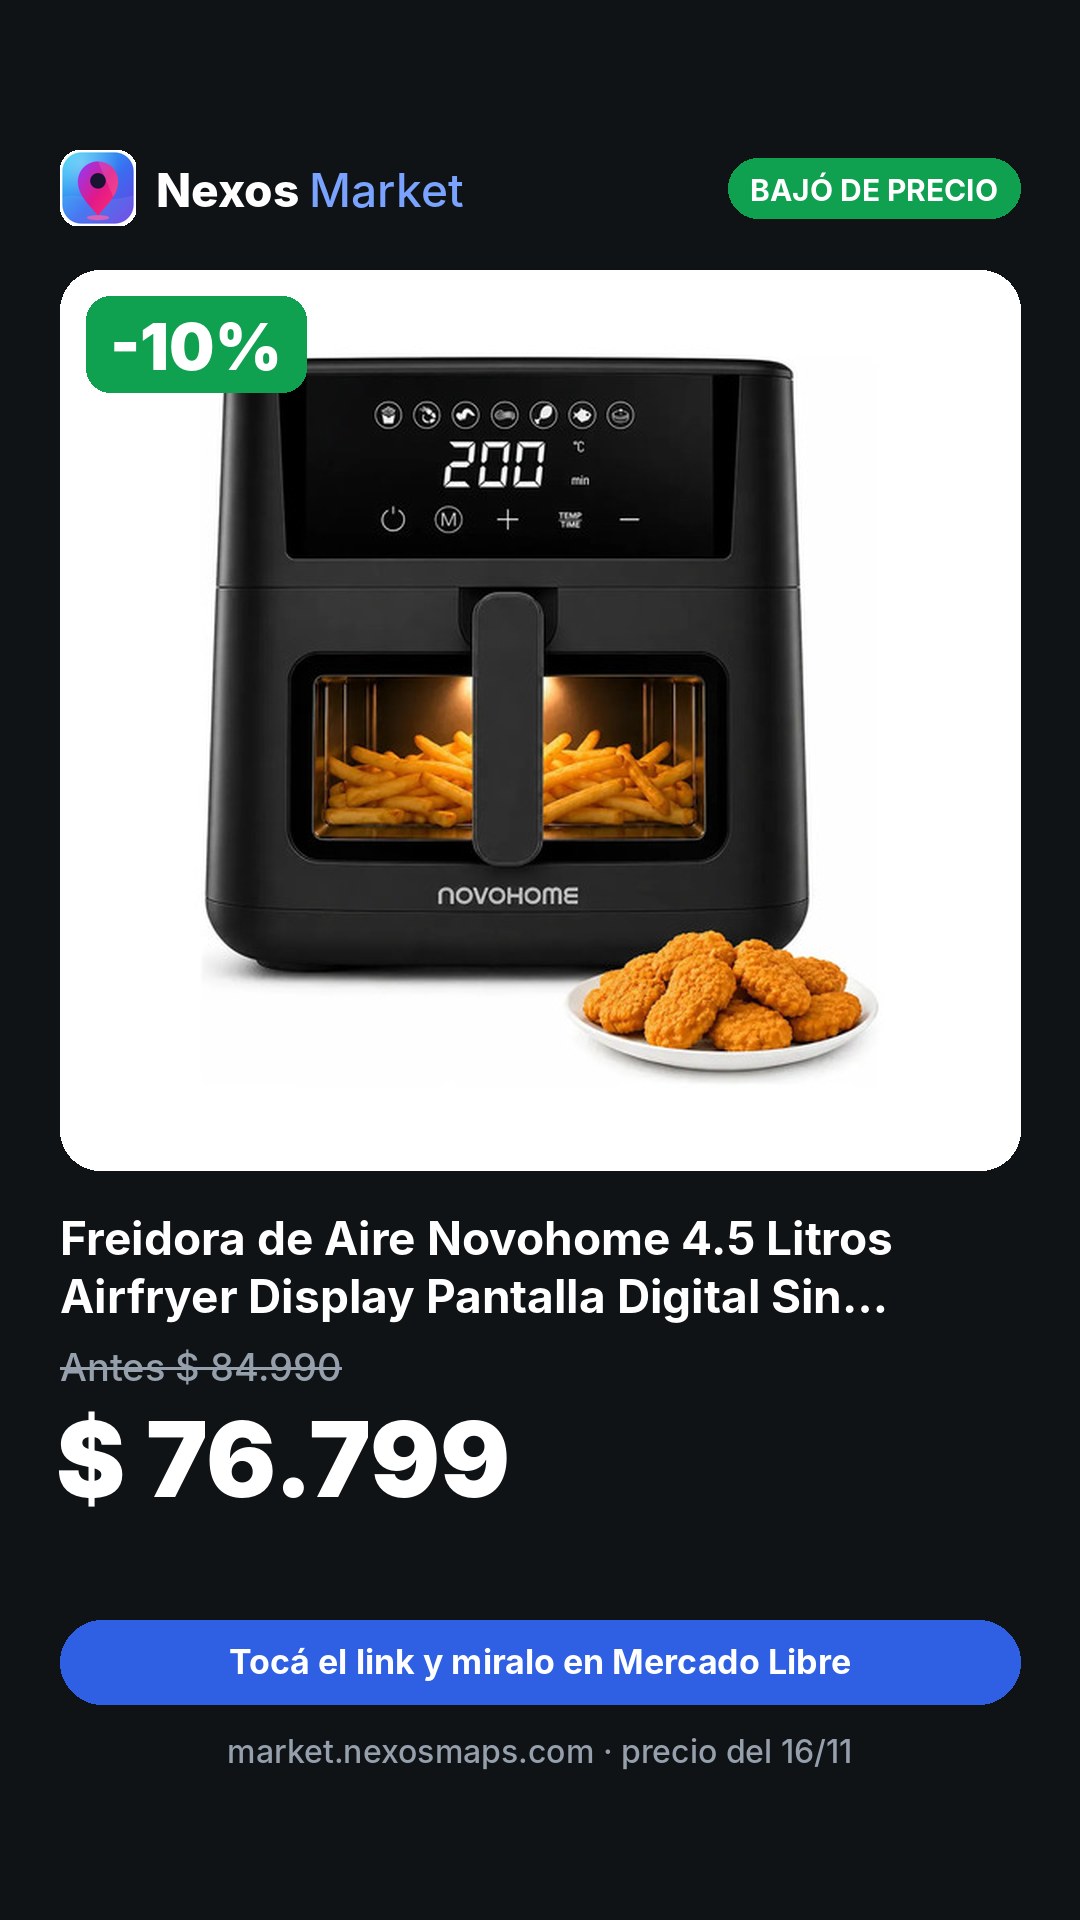 Nexos Market
BAJÓ DE PRECIO
-10%
200
°C
min
M
TEMP
TIME
NOVOHOME
Freidora de Aire Novohome 4.5 Litros
Airfryer Display Pantalla Digital Sin...
Antes $ 84.990
$ 76.799
Tocá el link y miralo en Mercado Libre
market.nexosmaps.com · precio del 16/11